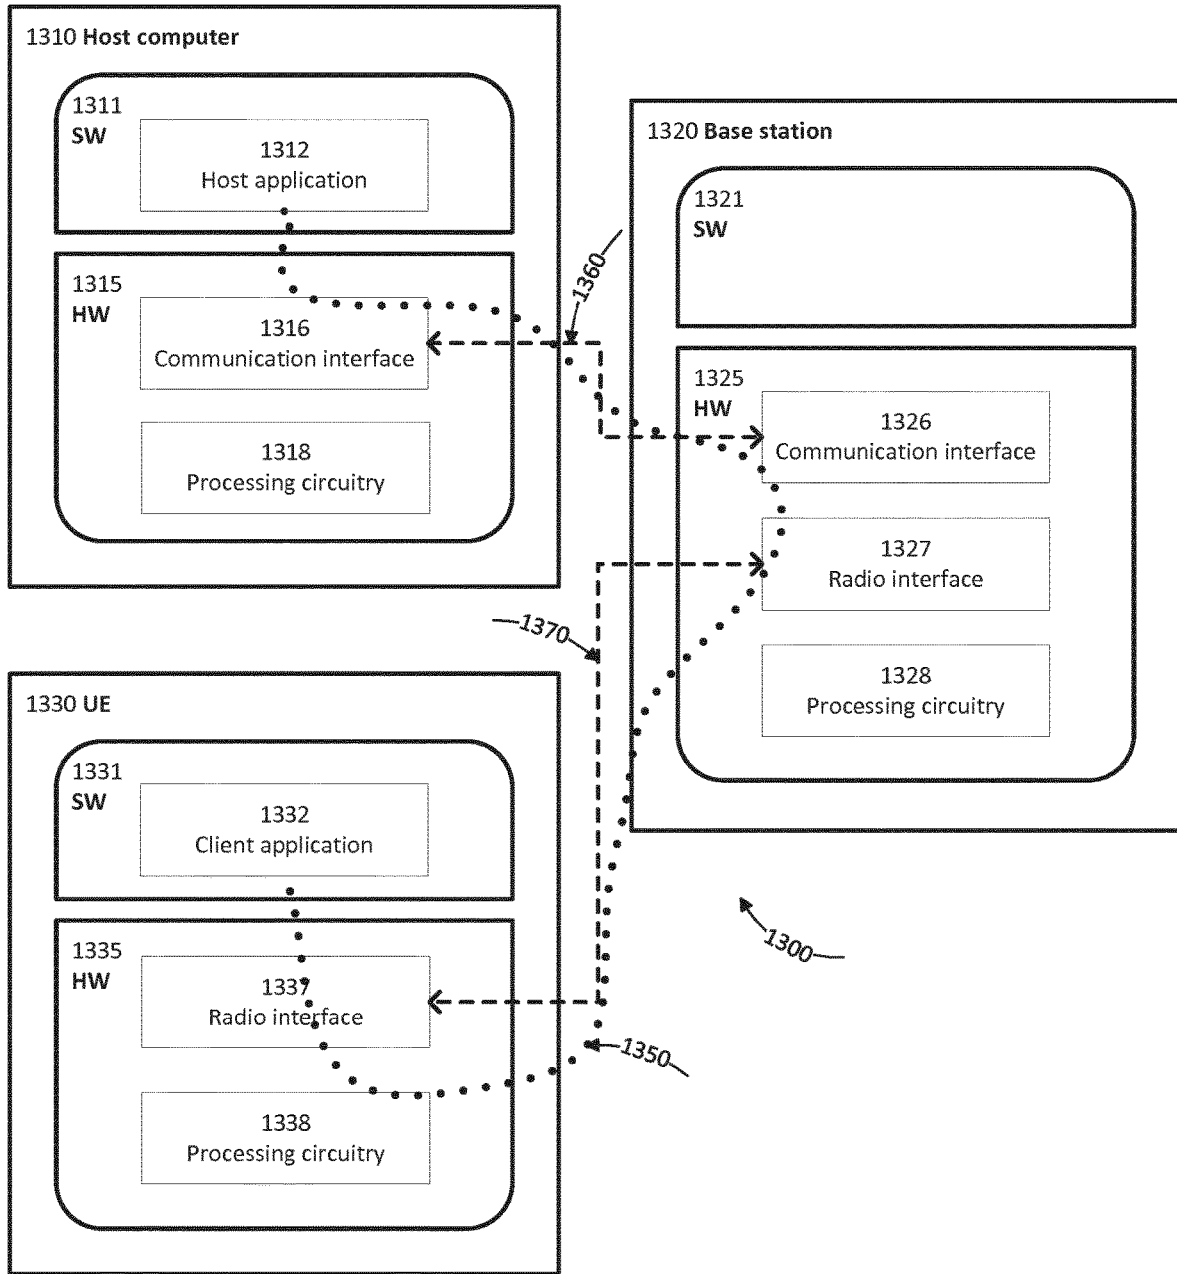 1310 Host computer
1311
SW
1312
Host application
1315
HW
1316
Communication interface
1318
Processing circuitry
1360
1320 Base station
1321
SW
1325
HW
1326
Communication interface
1327
Radio interface
1328
Processing circuitry
1370
1330 UE
1331
SW
1332
Client application
1335
HW
1337
Radio interface
1338
Processing circuitry
1300
1350